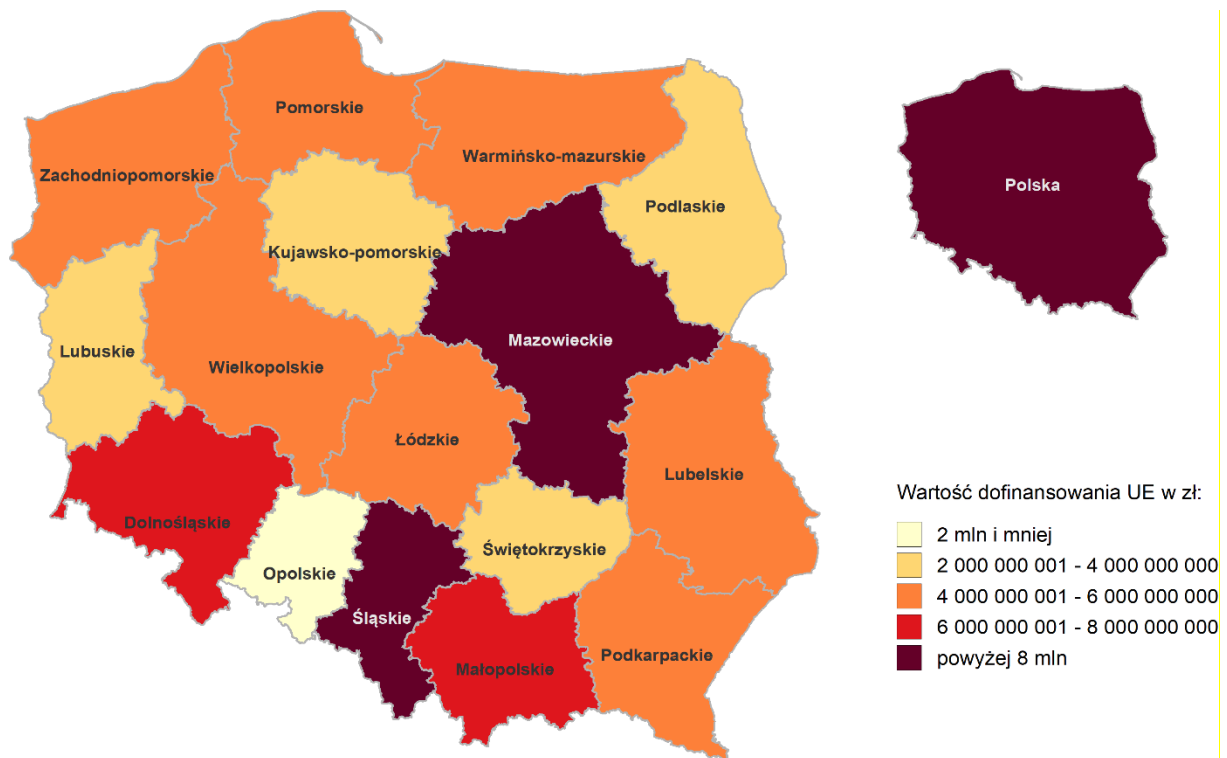 Pomorskie
Zachodniopomorskie
Warmińsko-mazurskie
Podlaskie
Kujawsko-pomorskie
Mazowieckie
Lubuskie
Wielkopolskie
Łódzkie
Lubelskie
Dolnośląskie
Opolskie
Świętokrzyskie
Śląskie
Małopolskie
Podkarpackie
Polska
Wartość dofinansowania UE w zł:
2 mln i mniej
2 000 000 001 - 4 000 000 000
4 000 000 001 - 6 000 000 000
6 000 000 001 - 8 000 000 000
powyżej 8 mln